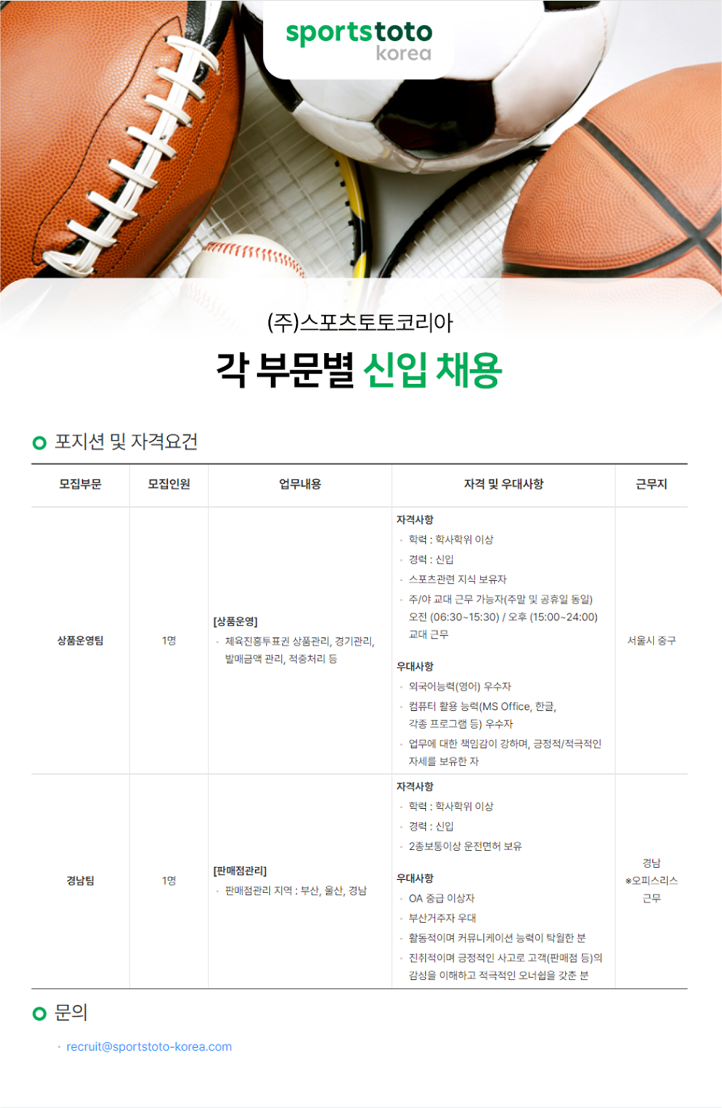 sportstoto
korea
(주)스포츠토토코리아
각 부문별 신입 채용
포지션 및 자격요건
모집부문
모집인원
업무내용
자격 및 우대사항
근무지
상품운영팀
1명
[상품운영]
· 체육진흥투표권 상품관리, 경기관리,
발매금액 관리, 적중처리 등
자격사항
· 학력 : 학사학위 이상
· 경력 : 신입
· 스포츠관련 지식 보유자
· 주/야 교대 근무 가능자(주말 및 공휴일 동일)
오전 (06:30~15:30) / 오후 (15:00~24:00)
교대 근무
우대사항
· 외국어능력(영어) 우수자
· 컴퓨터 활용 능력(MS Office, 한글,
각종 프로그램 등) 우수자
· 업무에 대한 책임감이 강하며, 긍정적/적극적인
자세를 보유한 자
서울시 중구
경남팀
1명
[판매점관리]
· 판매점관리 지역 : 부산, 울산, 경남
자격사항
· 학력 : 학사학위 이상
· 경력 : 신입
· 2종보통이상 운전면허 보유
우대사항
· OA 중급 이상자
· 부산거주자 우대
· 활동적이며 커뮤니케이션 능력이 탁월한 분
· 진취적이며 긍정적인 사고로 고객(판매점 등)의
감성을 이해하고 적극적인 오너쉽을 갖춘 분
경남
※오피스리스
근무
문의
· recruit@sportstoto-korea.com